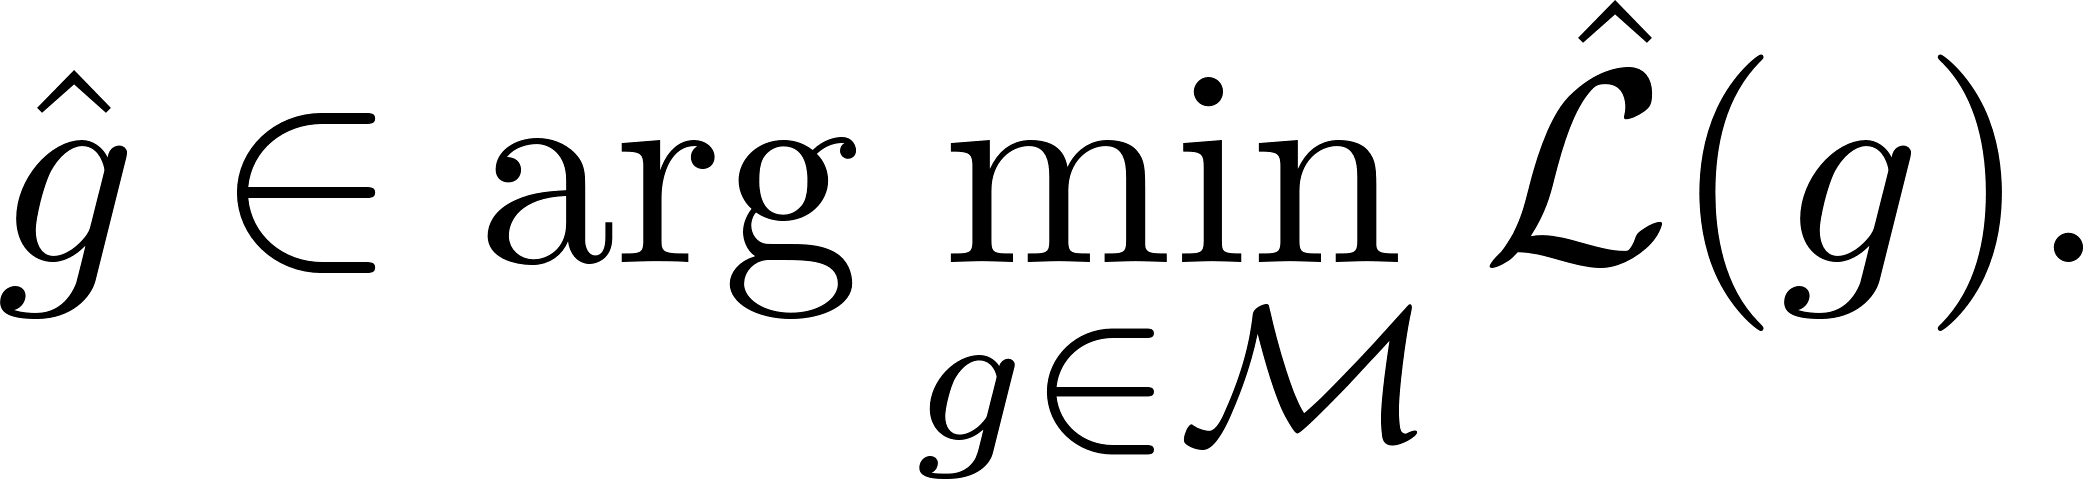 ĝ ∈ arg min ℒ̂(g).
g∈ℳ